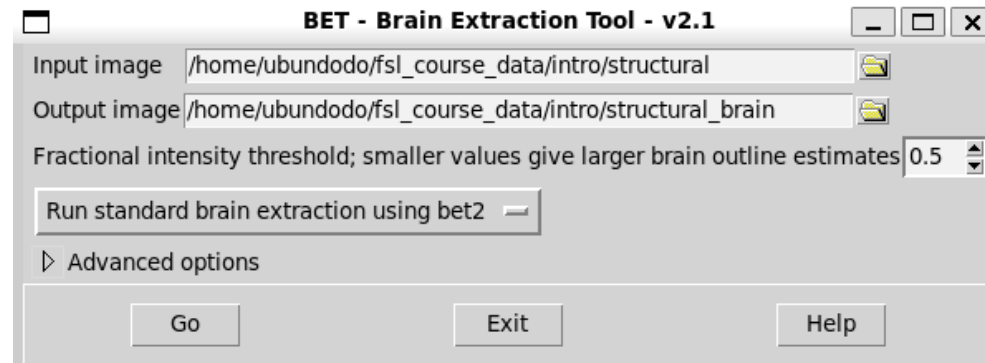 BET - Brain Extraction Tool - v2.1
Input image /home/ubundodo/fsl_course_data/intro/structural
Output image /home/ubundodo/fsl_course_data/intro/structural_brain
Fractional intensity threshold; smaller values give larger brain outline estimates 0.5
Run standard brain extraction using bet2
Advanced options
Go Exit Help